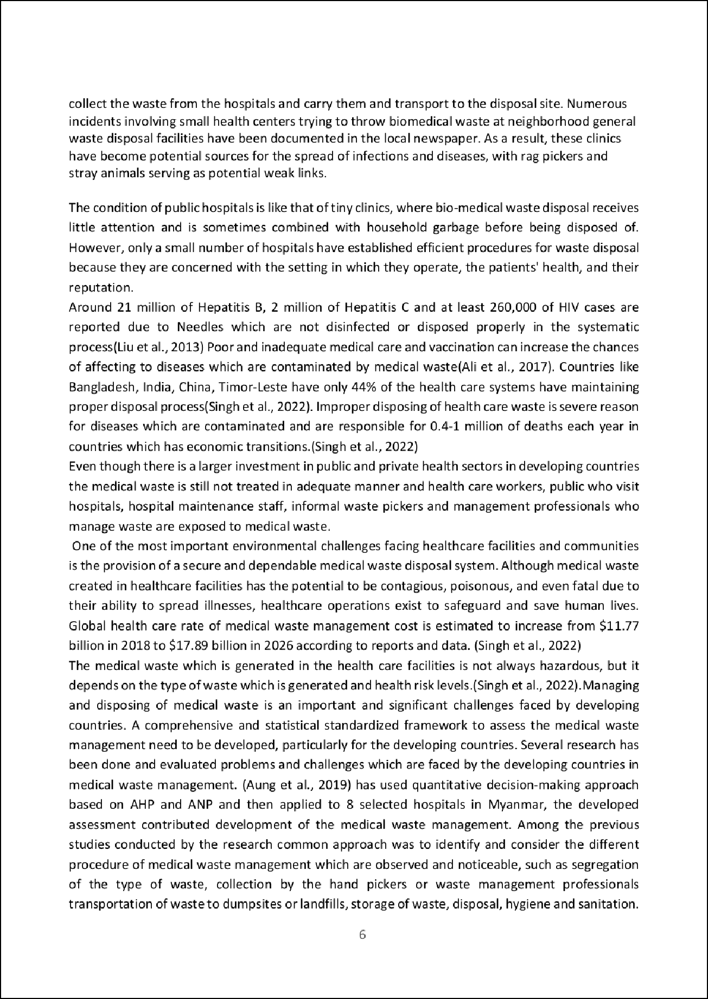 collect the waste from the hospitals and carry them and transport to the disposal site. Numerous
incidents involving small health centers trying to throw biomedical waste at neighborhood general
waste disposal facilities have been documented in the local newspaper. As a result, these clinics
have become potential sources for the spread of infections and diseases, with rag pickers and
stray animals serving as potential weak links.
The condition of public hospitals is like that of tiny clinics, where bio-medical waste disposal receives
little attention and is sometimes combined with household garbage before being disposed of.
However, only a small number of hospitals have established efficient procedures for waste disposal
because they are concerned with the setting in which they operate, the patients' health, and their
reputation.
Around 21 million of Hepatitis B, 2 million of Hepatitis C and at least 260,000 of HIV cases are
reported due to Needles which are not disinfected or disposed properly in the systematic
process(Liu et al., 2013) Poor and inadequate medical care and vaccination can increase the chances
of affecting to diseases which are contaminated by medical waste(Ali et al., 2017). Countries like
Bangladesh, India, China, Timor-Leste have only 44% of the health care systems have maintaining
proper disposal process(Singh et al., 2022). Improper disposing of health care waste is severe reason
for diseases which are contaminated and are responsible for 0.4-1 million of deaths each year in
countries which has economic transitions.(Singh et al., 2022)
Even though there is a larger investment in public and private health sectors in developing countries
the medical waste is still not treated in adequate manner and health care workers, public who visit
hospitals, hospital maintenance staff, informal waste pickers and management professionals who
manage waste are exposed to medical waste.
One of the most important environmental challenges facing healthcare facilities and communities
is the provision of a secure and dependable medical waste disposal system. Although medical waste
created in healthcare facilities has the potential to be contagious, poisonous, and even fatal due to
their ability to spread illnesses, healthcare operations exist to safeguard and save human lives.
Global health care rate of medical waste management cost is estimated to increase from $11.77
billion in 2018 to $17.89 billion in 2026 according to reports and data. (Singh et al., 2022)
The medical waste which is generated in the health care facilities is not always hazardous, but it
depends on the type of waste which is generated and health risk levels.(Singh et al., 2022).Managing
and disposing of medical waste is an important and significant challenges faced by developing
countries. A comprehensive and statistical standardized framework to assess the medical waste
management need to be developed, particularly for the developing countries. Several research has
been done and evaluated problems and challenges which are faced by the developing countries in
medical waste management. (Aung et al., 2019) has used quantitative decision-making approach
based on AHP and ANP and then applied to 8 selected hospitals in Myanmar, the developed
assessment contributed development of the medical waste management. Among the previous
studies conducted by the research common approach was to identify and consider the different
procedure of medical waste management which are observed and noticeable, such as segregation
of the type of waste, collection by the hand pickers or waste management professionals
transportation of waste to dumpsites or landfills, storage of waste, disposal, hygiene and sanitation.
6